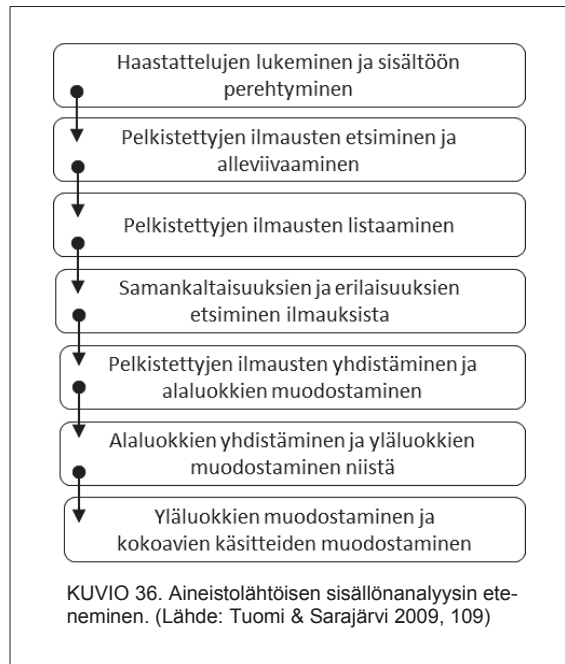 Haastattelujen lukeminen ja sisältöön
perehtyminen
Pelkistettyjen ilmausten etsiminen ja
alleviivaaminen
Pelkistettyjen ilmausten listaaminen
Samankaltaisuuksien ja erilaisuuksien
etsiminen ilmauksista
Pelkistettyjen ilmausten yhdistäminen ja
alaluokkien muodostaminen
Alaluokkien yhdistäminen ja yläluokkien
muodostaminen niistä
Yläluokkien muodostaminen ja
kokoavien käsitteiden muodostaminen
KUVIO 36. Aineistolähtöisen sisällönanalyysin ete-
neminen. (Lähde: Tuomi & Sarajärvi 2009, 109)